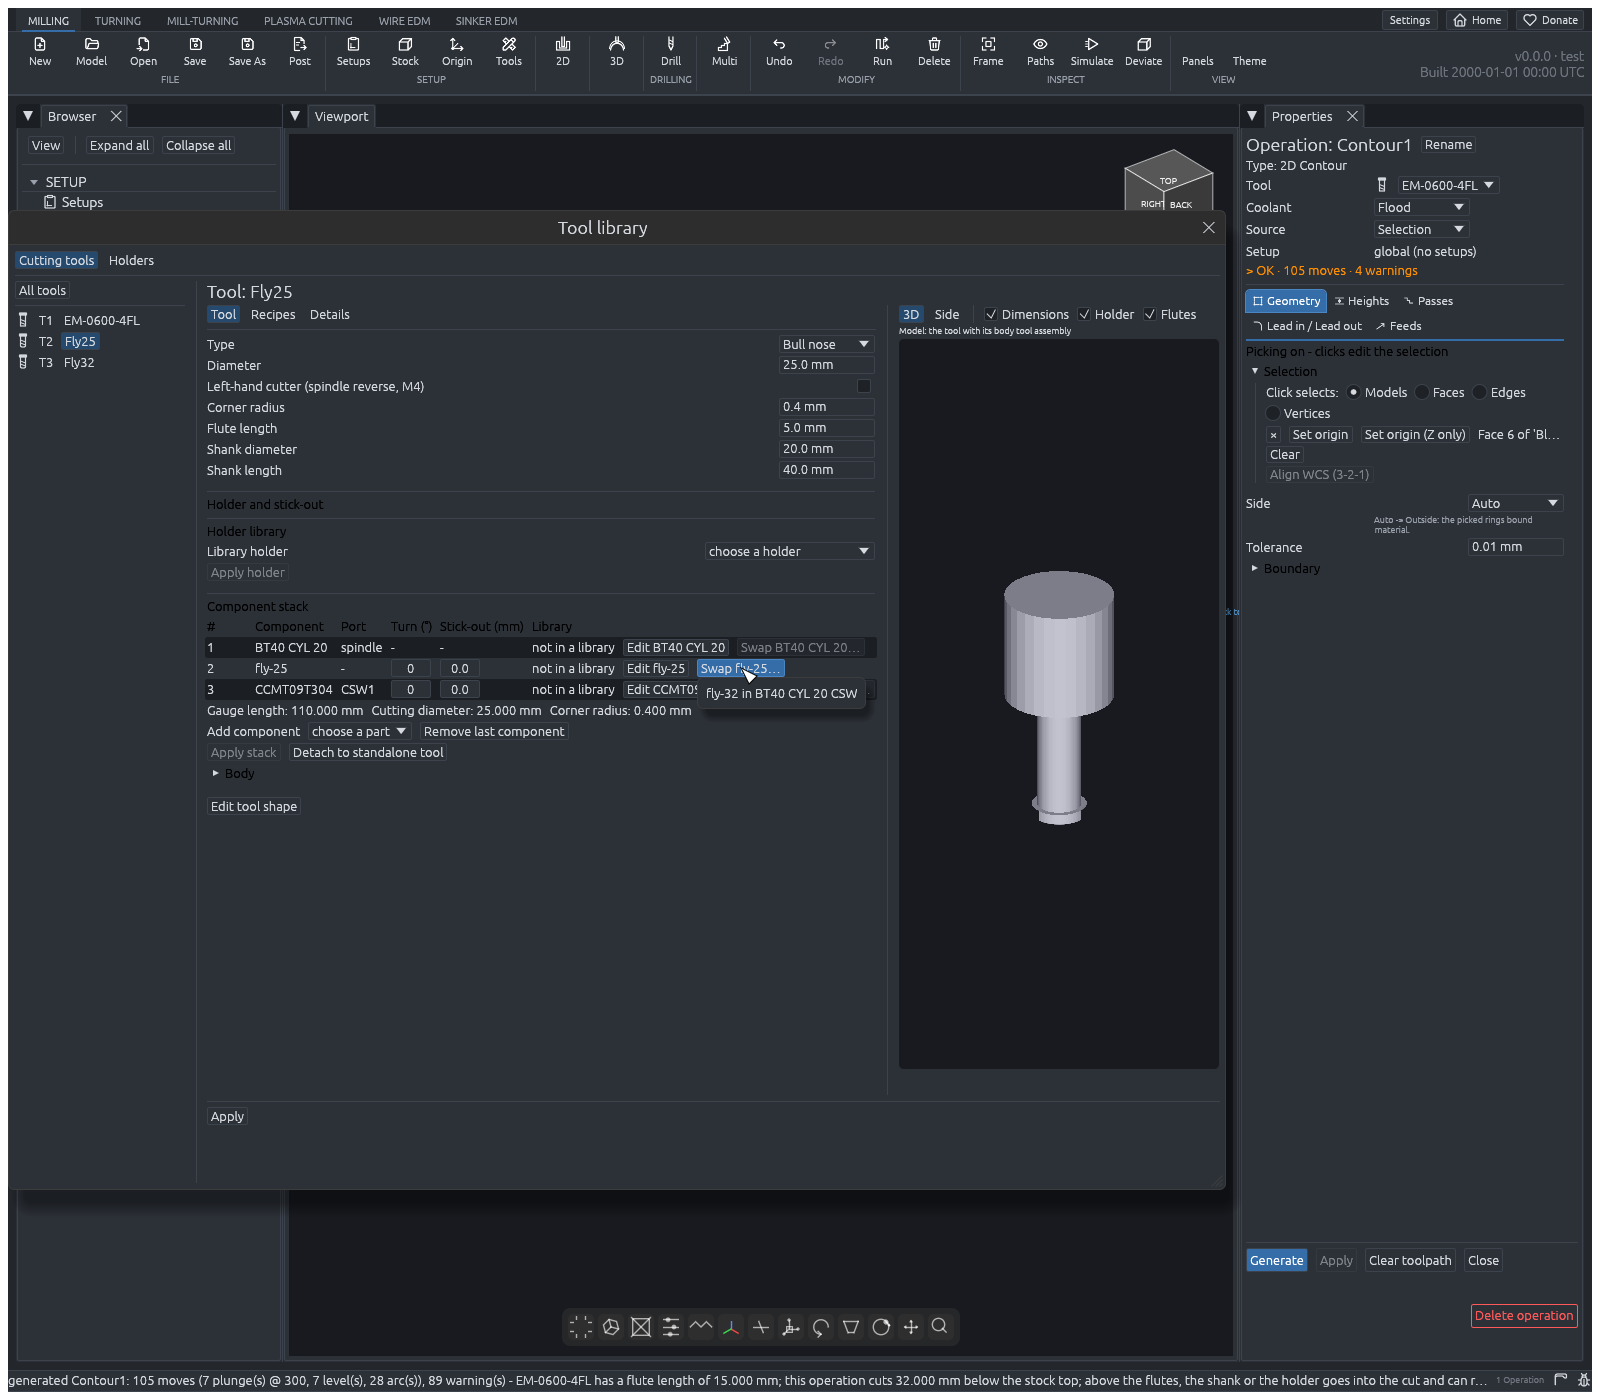 MILLING TURNING MILL-TURNING PLASMA CUTTING WIRE EDM SINKER EDM Settings Home Donate
New Model Open Save Save As Post Setups Stock Origin Tools 2D 3D Drill Multi Undo Redo Run Delete Frame Paths Simulate Deviate Panels Theme
FILE SETUP DRILLING MODIFY INSPECT VIEW
v0.0.0 · test
Built 2000-01-01 00:00 UTC
Browser Viewport Properties
View Expand all Collapse all
SETUP
Setups
TOP
RIGHT BACK
Tool library
Cutting tools Holders
All tools
T1 EM-0600-4FL
T2 Fly25
T3 Fly32
Tool: Fly25
Tool Recipes Details
Type Bull nose
Diameter 25.0 mm
Left-hand cutter (spindle reverse, M4)
Corner radius 0.4 mm
Flute length 5.0 mm
Shank diameter 20.0 mm
Shank length 40.0 mm
Holder and stick-out
Holder library
Library holder choose a holder
Apply holder
Component stack
# Component Port Turn (°) Stick-out (mm) Library
1 BT40 CYL 20 spindle - - not in a library Edit BT40 CYL 20 Swap BT40 CYL 20...
2 fly-25 - 0 0.0 not in a library Edit fly-25 Swap fly-25...
3 CCMT09T304 CSW1 0 0.0 not in a library Edit CCMT09
fly-32 in BT40 CYL 20 CSW
Gauge length: 110.000 mm Cutting diameter: 25.000 mm Corner radius: 0.400 mm
Add component choose a part Remove last component
Apply stack Detach to standalone tool
Body
Edit tool shape
Apply
3D Side Dimensions Holder Flutes
Model: the tool with its body tool assembly
Operation: Contour1 Rename
Type: 2D Contour
Tool EM-0600-4FL
Coolant Flood
Source Selection
Setup global (no setups)
> OK · 105 moves · 4 warnings
Geometry Heights Passes
Lead in / Lead out Feeds
Picking on - clicks edit the selection
Selection
Click selects: Models Faces Edges
Vertices
× Set origin Set origin (Z only) Face 6 of 'Bl...
Clear
Align WCS (3-2-1)
Side Auto
Auto -> Outside: the picked rings bound
material.
Tolerance 0.01 mm
Boundary
Generate Apply Clear toolpath Close
Delete operation
generated Contour1: 105 moves (7 plunge(s) @ 300, 7 level(s), 28 arc(s)), 89 warning(s) - EM-0600-4FL has a flute length of 15.000 mm; this operation cuts 32.000 mm below the stock top; above the flutes, the shank or the holder goes into the cut and can r... 1 Operation